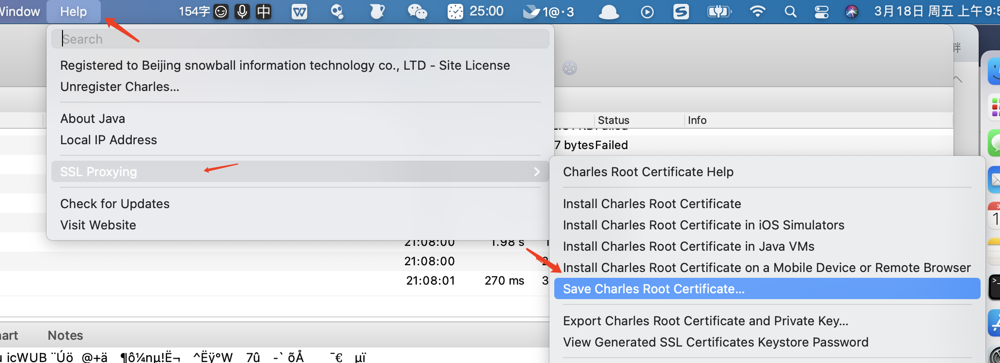 Window Help 154字 中 25:00 1@·3 3月18日 周五 上午9:5
Search
Registered to Beijing snowball information technology co., LTD - Site License
Unregister Charles...
About Java
Local IP Address
Status Info
Failed
7 bytes Failed
SSL Proxying
Check for Updates
Visit Website
Charles Root Certificate Help
Install Charles Root Certificate
Install Charles Root Certificate in iOS Simulators
Install Charles Root Certificate in Java VMs
Install Charles Root Certificate on a Mobile Device or Remote Browser
Save Charles Root Certificate...
Export Charles Root Certificate and Private Key...
View Generated SSL Certificates Keystore Password
21:08:00 1.98 s 1
21:08:00 2
21:08:01 270 ms 3
Notes
icWUB ¨Úö @+ä ¶ô¼nµ!Ë¬ ^Ëÿ°W 7û -` õÅ ¯€ µï